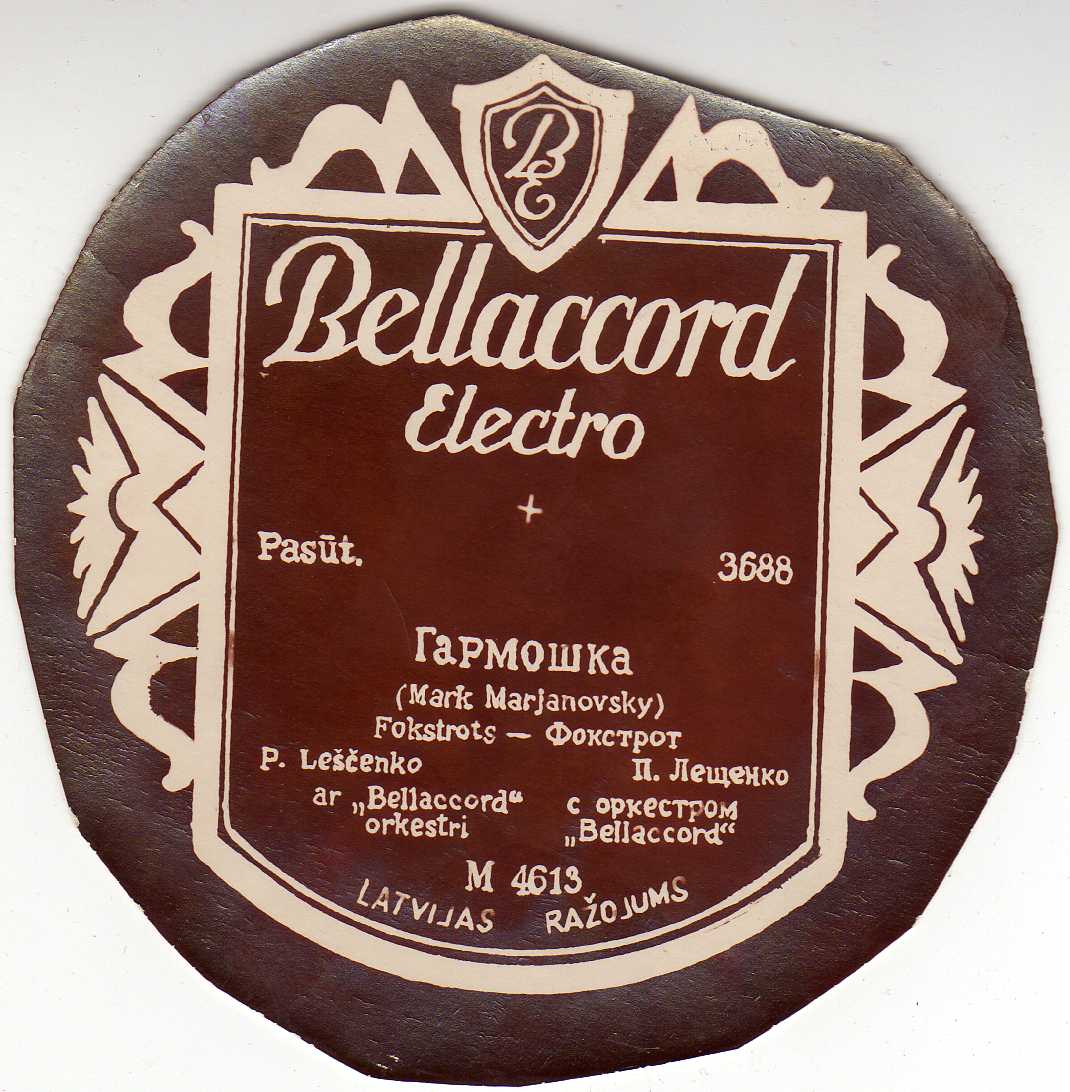 BE
Bellaccord
Electro
Pasūt. 3688
Гармошка
(Mark Marjanovsky)
Fokstrots — Фокстрот
P. Leščenko П. Лещенко
ar „Bellaccord“ с оркестром
orkestri „Bellaccord“
M 4613
LATVIJAS RAŽOJUMS